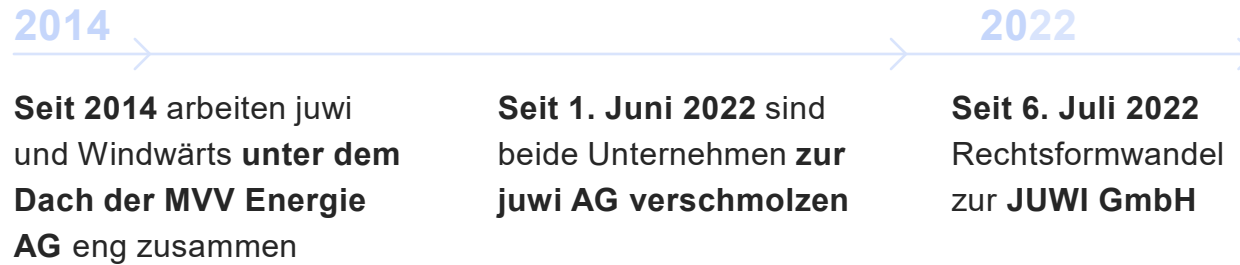 2014
2022
Seit 2014 arbeiten juwi
und Windwärts unter dem
Dach der MVV Energie
AG eng zusammen
Seit 1. Juni 2022 sind
beide Unternehmen zur
juwi AG verschmolzen
Seit 6. Juli 2022
Rechtsformwandel
zur JUWI GmbH